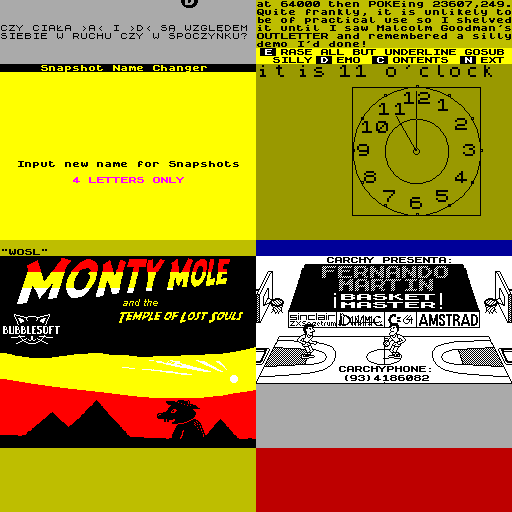 D
CZY CIAŁA >A< I >D< SĄ WZGLĘDEM
SIEBIE W RUCHU CZY W SPOCZYNKU?
Snapshot Name Changer
Input new name for Snapshots
4 LETTERS ONLY
at 64000 then POKEing 23607,249.
Quite frankly, it is unlikely to
be of practical use so I shelved
it until I saw Malcolm Goodman's
OUTLETTER and remembered a silly
demo I'd done!
E RASE ALL BUT UNDERLINE GOSUB
SILLY D EMO C ONTENTS N EXT
it is 11 o'clock
12
1
2
3
4
5
6
7
8
9
10
11
"WOSL"
MONTY MOLE
and the
TEMPLE OF LOST SOULS
BUBBLESOFT
CARCHY PRESENTA:
FERNANDO
MARTIN
¡BASKET
MASTER!
sinclair
ZX Spectrum
DINAMIC
AMSTRAD
CARCHYPHONE:
(93)4186082